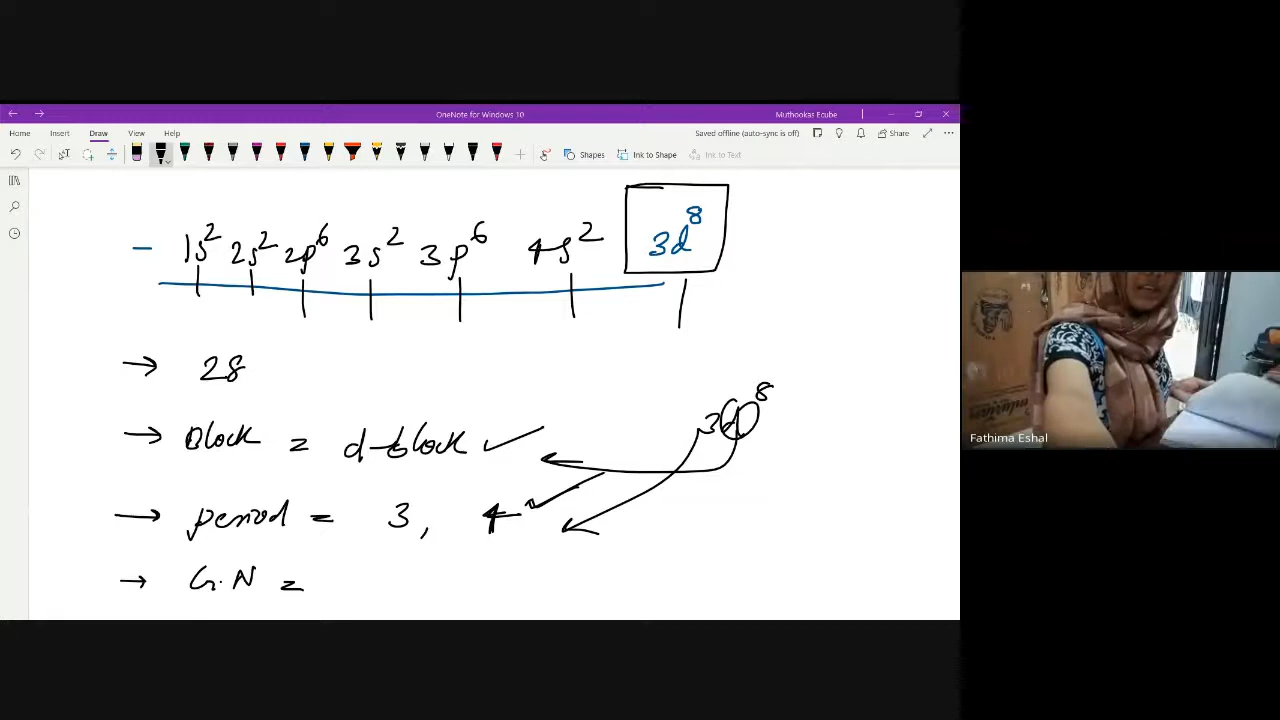 OneNote for Windows 10
Muthookas Ecube
Home Insert Draw View Help
Saved offline (auto-sync is off)
Share
Shapes
Ink to Shape
Ink to Text
- 1s² 2s² 2p⁶ 3s² 3p⁶ 4s² 3d⁸
→ 28
→ Block = d-block ✓
3d⁸
→ period = 3, 4 ✓
→ G.N =
Fathima Eshal